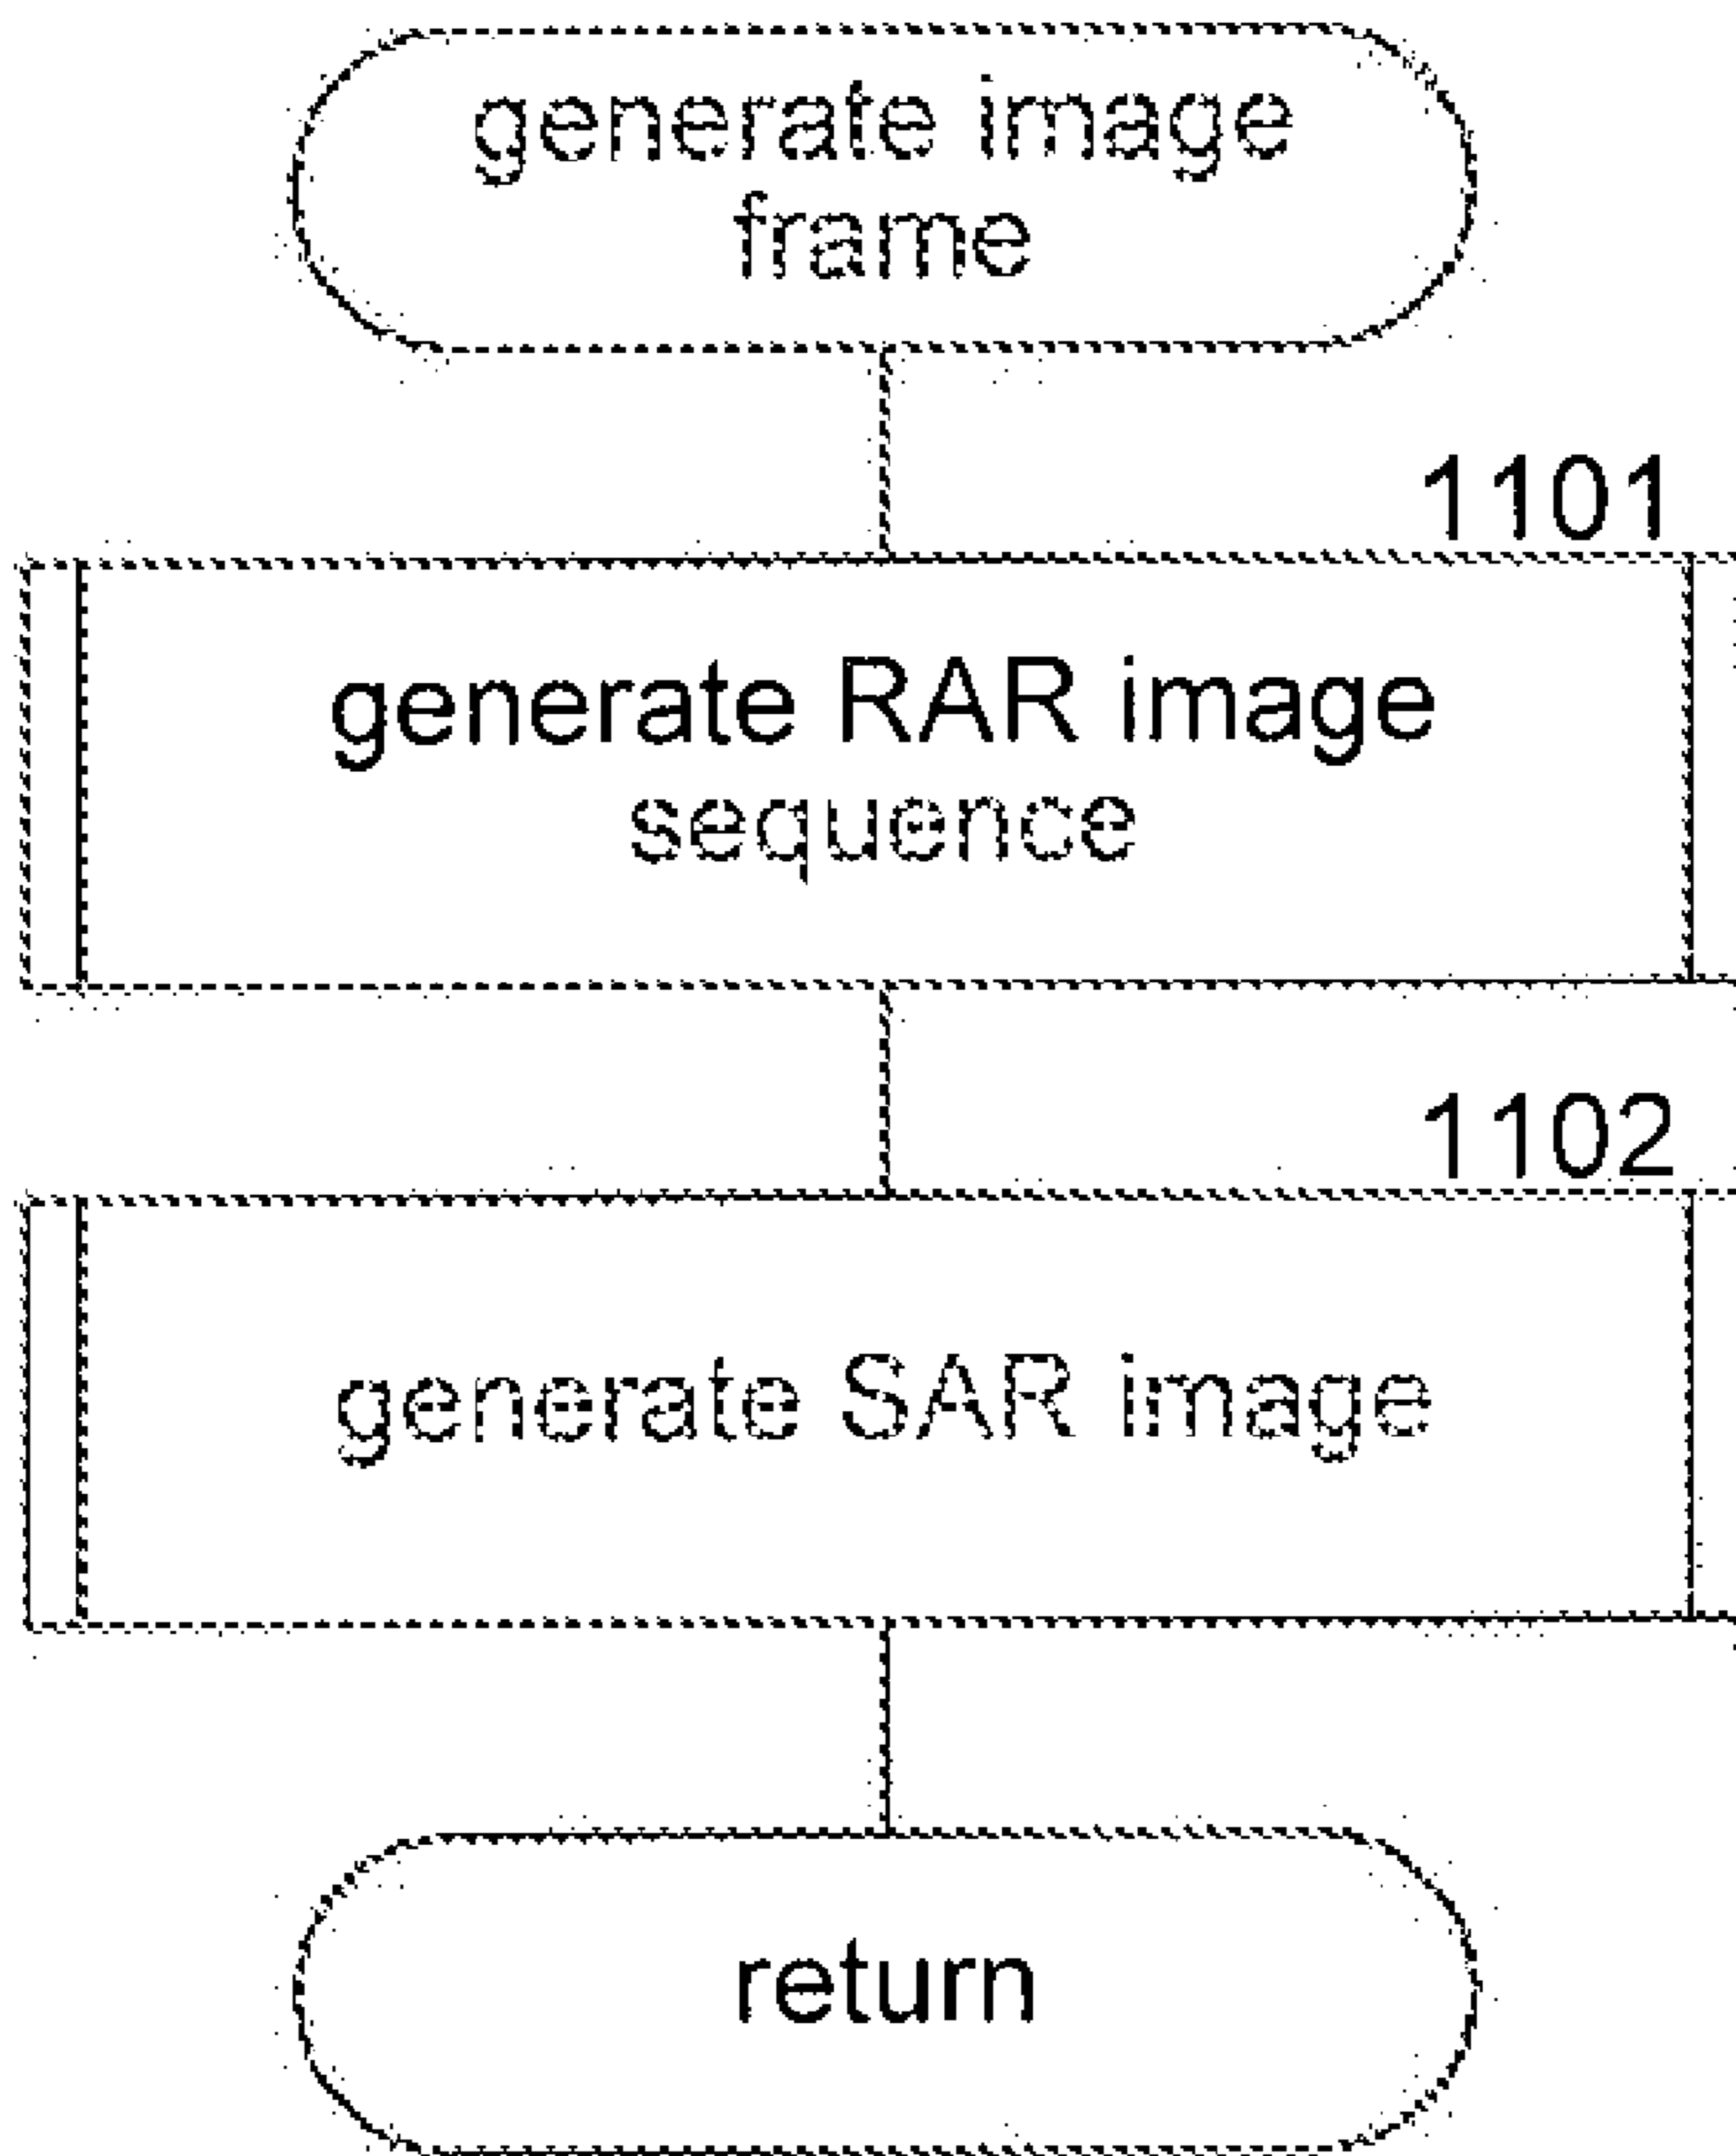 generate image
frame
1101
generate RAR image
sequence
1102
generate SAR image
return